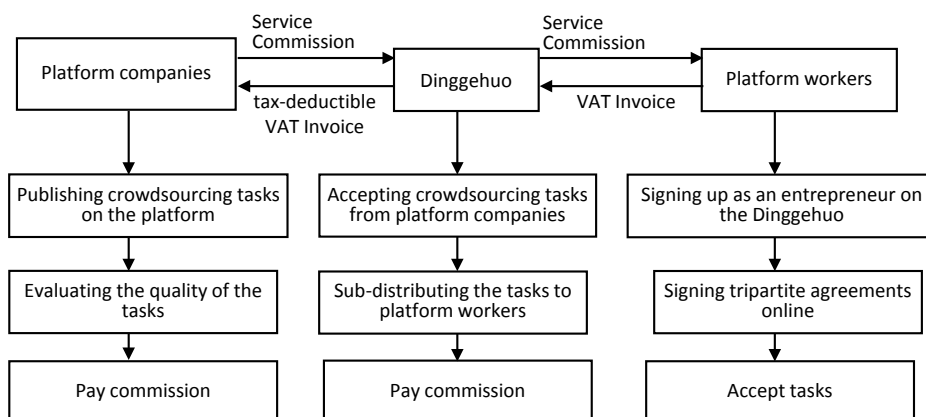 Service
Commission
Service
Commission
Platform companies
Dinggehuo
Platform workers
tax-deductible
VAT Invoice
VAT Invoice
Publishing crowdsourcing tasks
on the platform
Accepting crowdsourcing tasks
from platform companies
Signing up as an entrepreneur on
the Dinggehuo
Evaluating the quality of the
tasks
Sub-distributing the tasks to
platform workers
Signing tripartite agreements
online
Pay commission
Pay commission
Accept tasks